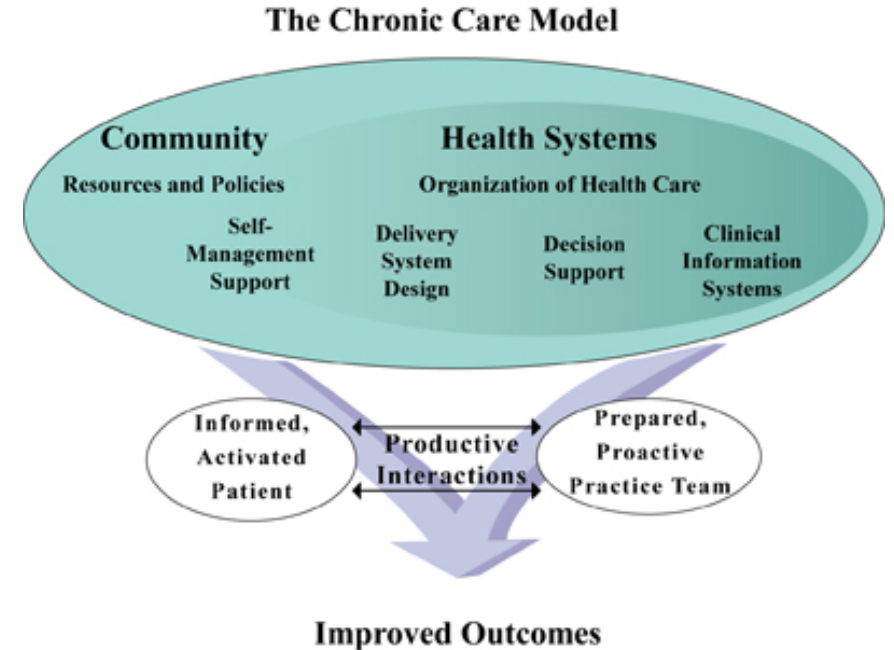 The Chronic Care Model
Community
Health Systems
Resources and Policies
Organization of Health Care
Self-
Management
Support
Delivery
System
Design
Decision
Support
Clinical
Information
Systems
Informed,
Activated
Patient
Productive
Interactions
Prepared,
Proactive
Practice Team
Improved Outcomes